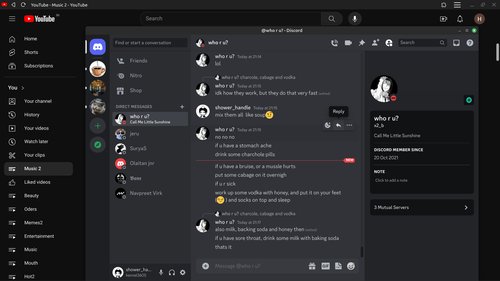 YouTube - Music 2 - YouTube
YouTube
Search
H
Home
Shorts
Subscriptions
You
Your channel
History
Your videos
Watch later
Your clips
Music 2
Liked videos
Beauty
Oders
Memes2
Entertainment
Music
Mouth
Hot2
@who r u? - Discord
Find or start a conversation
Friends
Nitro
Shop
DIRECT MESSAGES
who r u?
Call Me Little Sunshine
jeru
SuryaS
Olaitan jnr
Navpreet Virk
shower_ha...
who r u?
Search
who r u? Today at 21:14
lol
who r u? charcole, cabage and vodka
who r u? Today at 21:15
idk how they work, but they do that very fast (edited)
shower_handle Today at 21:15
mix them all like soup
Reply
who r u? Today at 21:15
no no no
if u have a stomach ache
drink some charchole pills
NEW
if u have a bruise, or a mussle hurts
put some cabage on it overnigh
if u r sick
work up some vodka with honey, and put it on your feet
( ) and socks on top and sleep
who r u? charcole, cabage and vodka
who r u? Today at 21:17
also milk, backing soda and honey then (edited)
if u have sore throat, drink some milk with baking soda
thats it
Message @who r u?
who r u?
x2_b
Call Me Little Sunshine
DISCORD MEMBER SINCE
20 Oct 2021
NOTE
Click to add a note
3 Mutual Servers